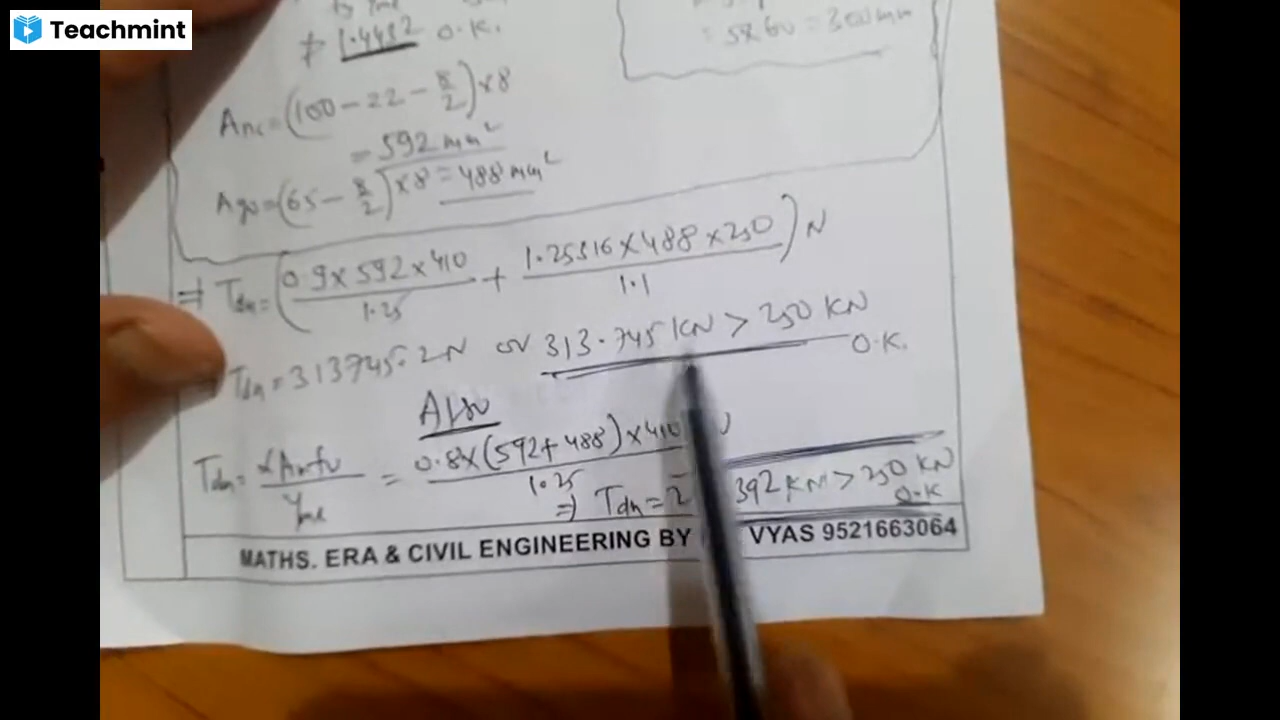 Teachmint
≯ 1.4482 O.K.
= 5x60 = 300mm
Anc = (100 - 22 - 8/2) x 8
= 592 mm²
Ago = (65 - 8/2) x 8 = 488 mm²
⇒ Tdn = (0.9 x 592 x 410 / 1.25 + 1.25516 x 488 x 250 / 1.1) N
Tdn = 313745.2 N or 313.745 KN > 250 KN
O.K.
Also
Tdn = αAnfu / γml = 0.8 x (592 + 488) x 410 / 1.25
⇒ Tdn = 392 KN > 250 KN
O.K
MATHS. ERA & CIVIL ENGINEERING BY VYAS 9521663064